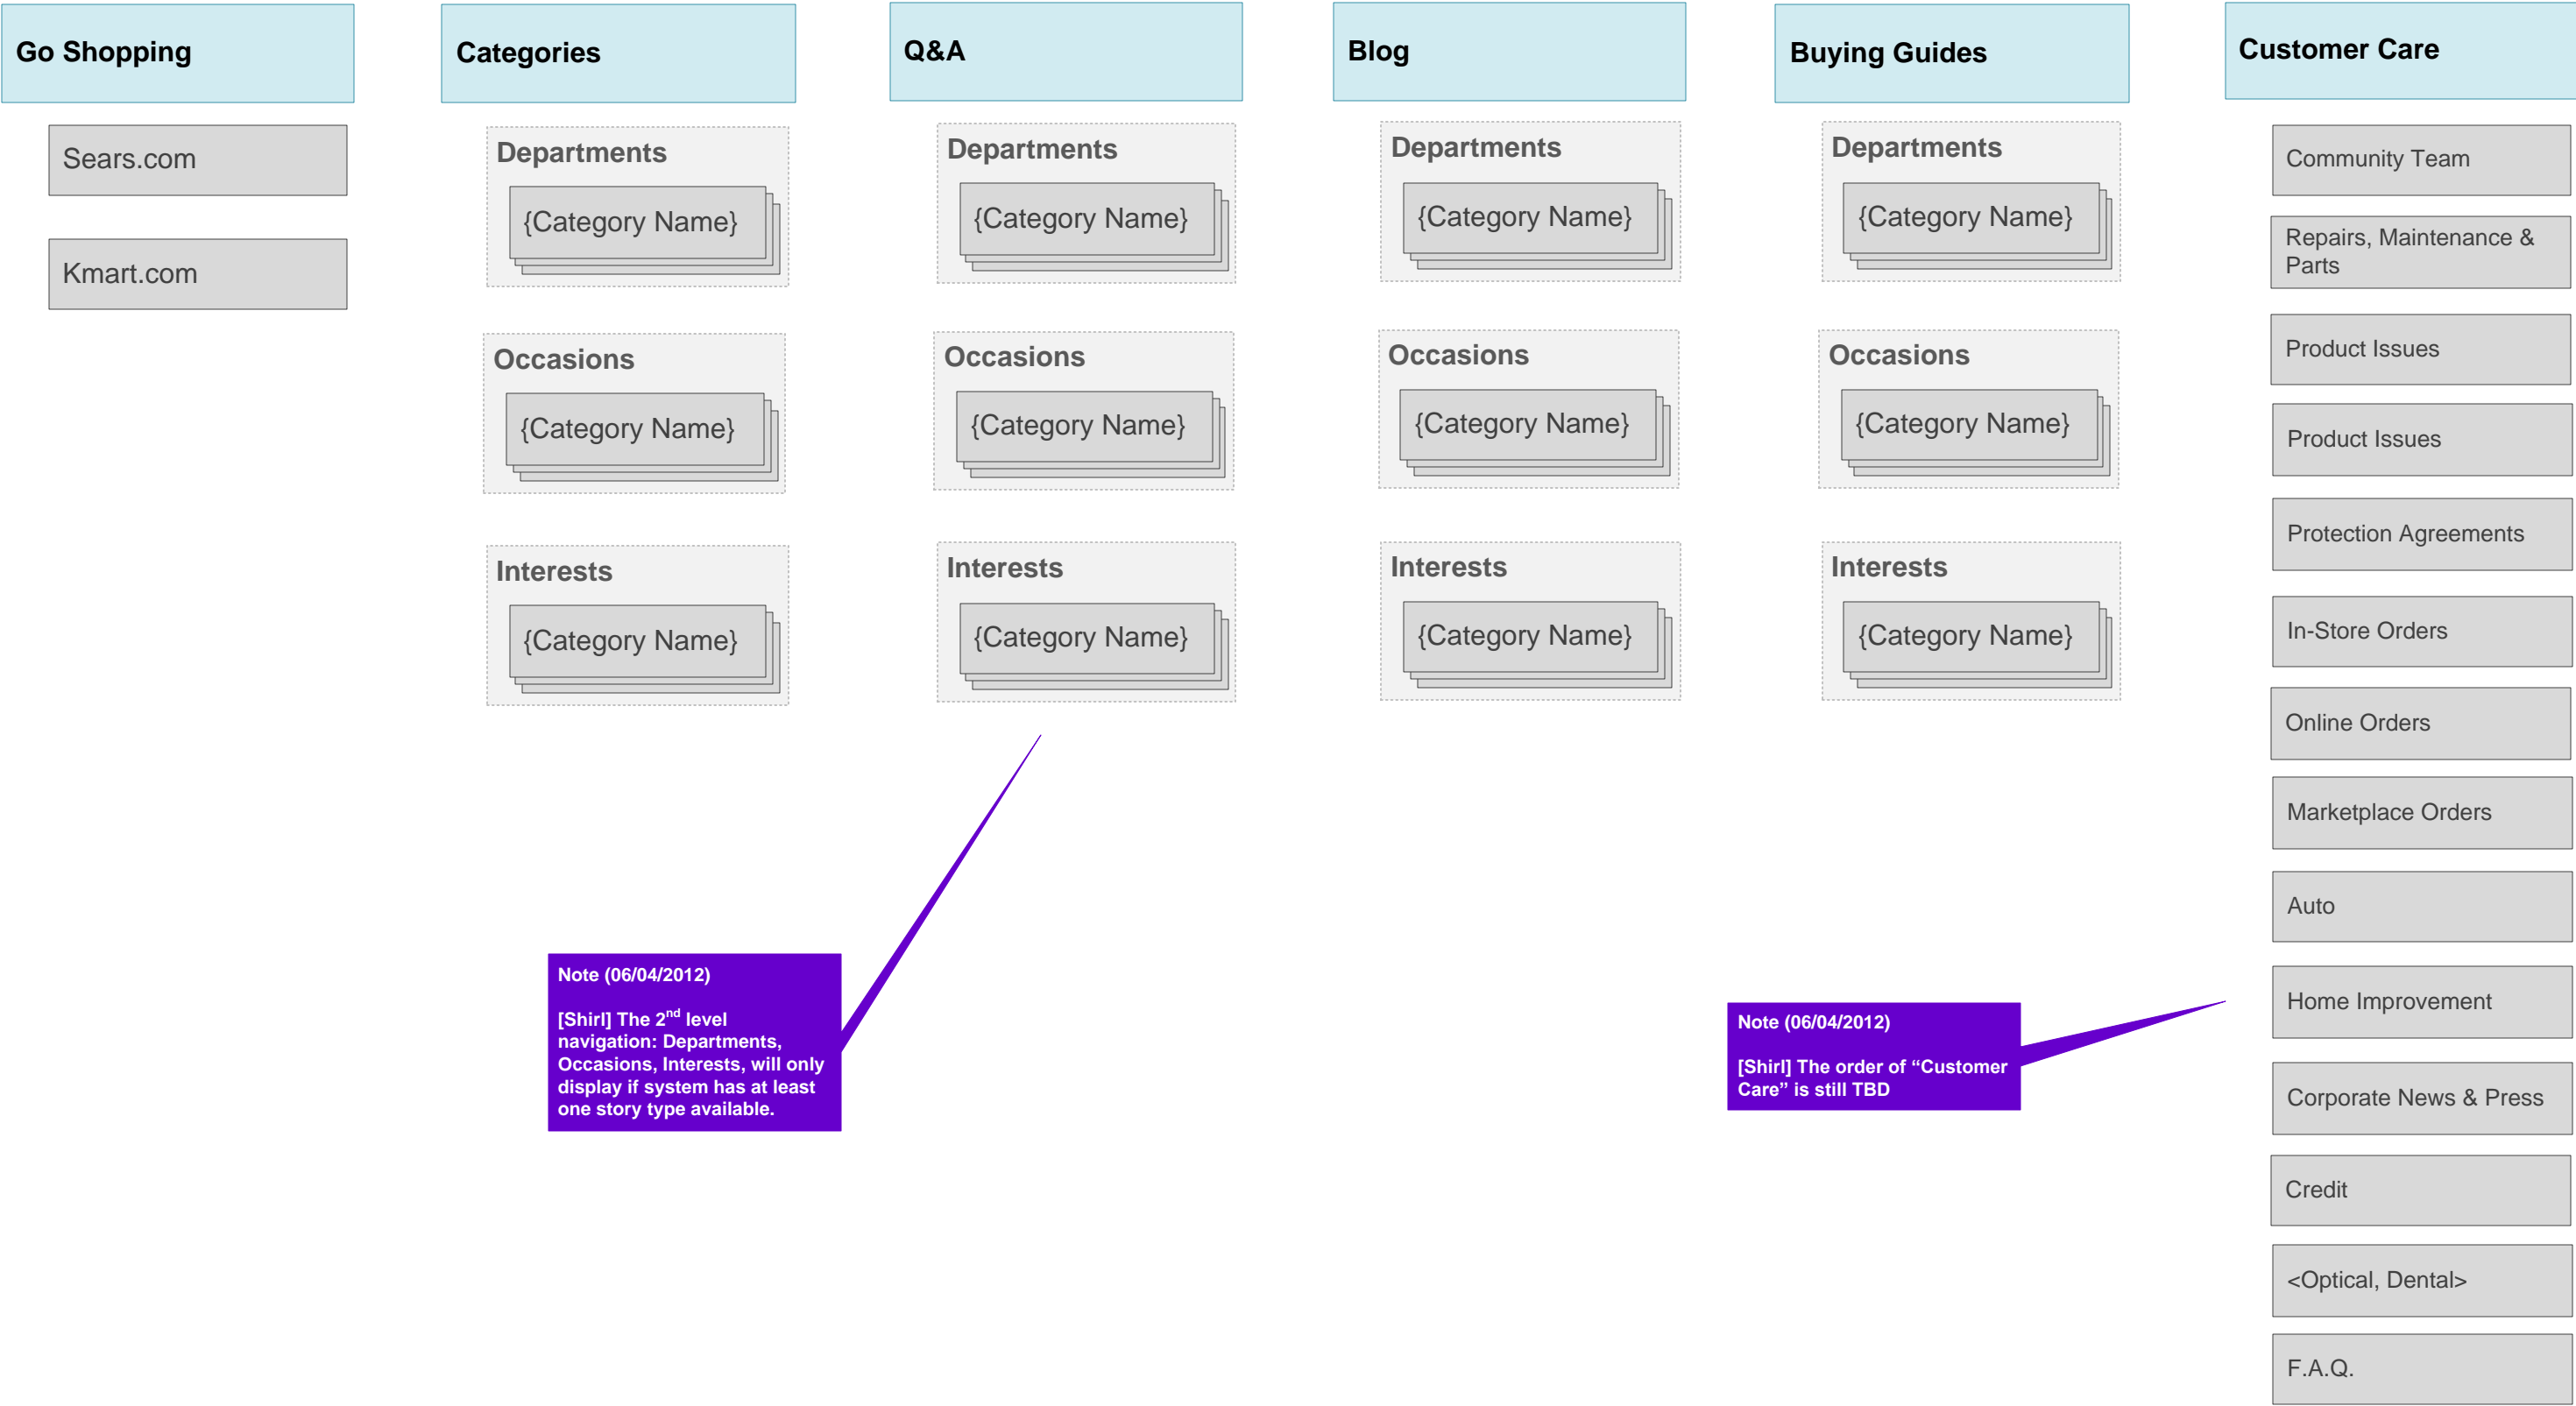 Go Shopping
Sears.com
Kmart.com
Categories
Departments
{Category Name}
Occasions
{Category Name}
Interests
{Category Name}
Q&A
Departments
{Category Name}
Occasions
{Category Name}
Interests
{Category Name}
Blog
Departments
{Category Name}
Occasions
{Category Name}
Interests
{Category Name}
Buying Guides
Departments
{Category Name}
Occasions
{Category Name}
Interests
{Category Name}
Customer Care
Community Team
Repairs, Maintenance &
Parts
Product Issues
Product Issues
Protection Agreements
In-Store Orders
Online Orders
Marketplace Orders
Auto
Home Improvement
Corporate News & Press
Credit
<Optical, Dental>
F.A.Q.
Note (06/04/2012)
[Shirl] The 2nd level
navigation: Departments,
Occasions, Interests, will only
display if system has at least
one story type available.
Note (06/04/2012)
[Shirl] The order of “Customer
Care” is still TBD